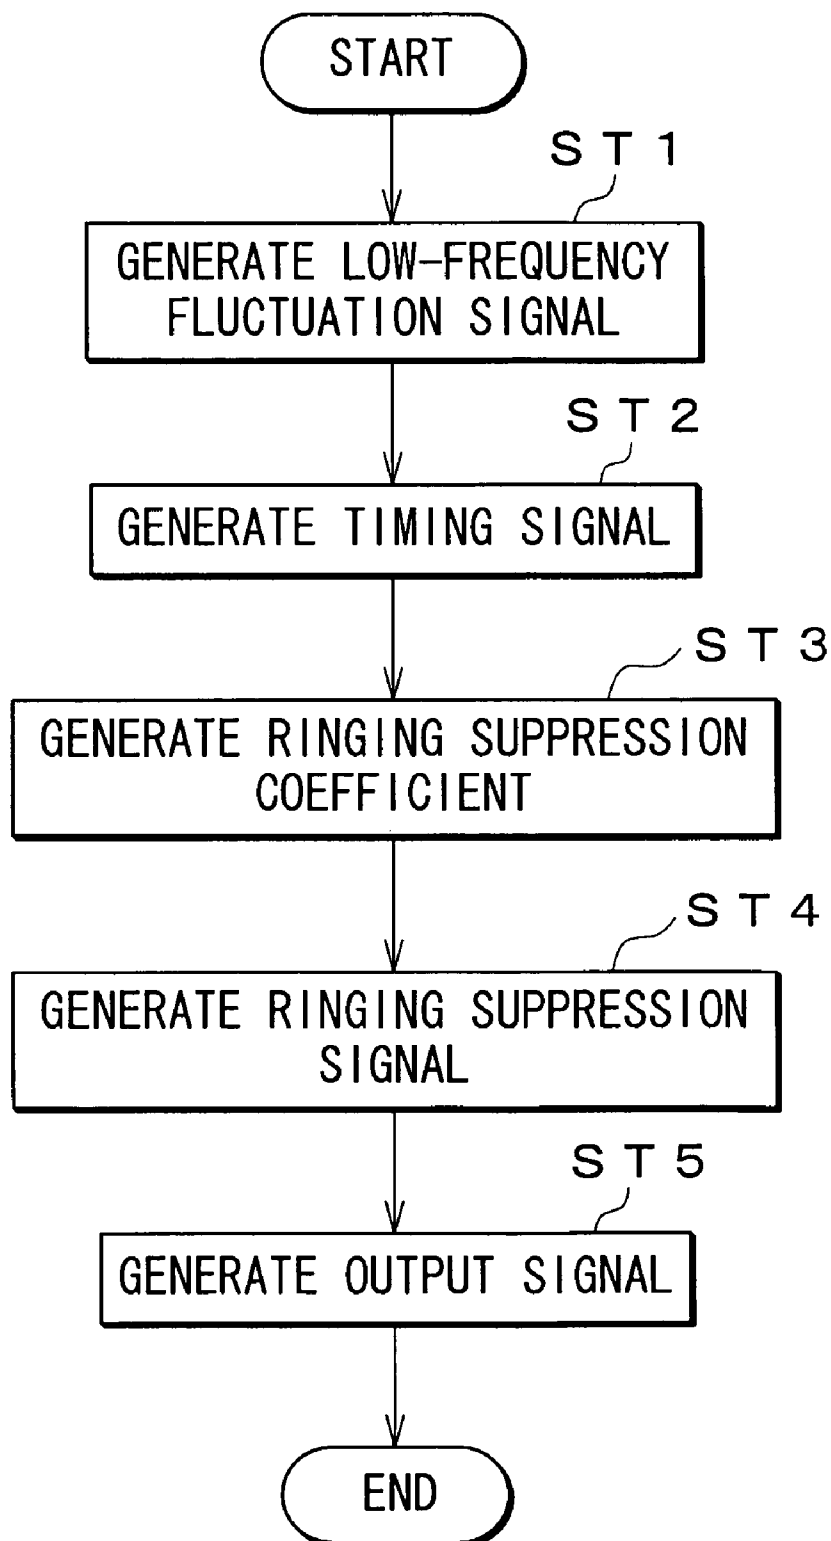 START
ST1
GENERATE LOW-FREQUENCY
FLUCTUATION SIGNAL
ST2
GENERATE TIMING SIGNAL
ST3
GENERATE RINGING SUPPRESSION
COEFFICIENT
ST4
GENERATE RINGING SUPPRESSION
SIGNAL
ST5
GENERATE OUTPUT SIGNAL
END